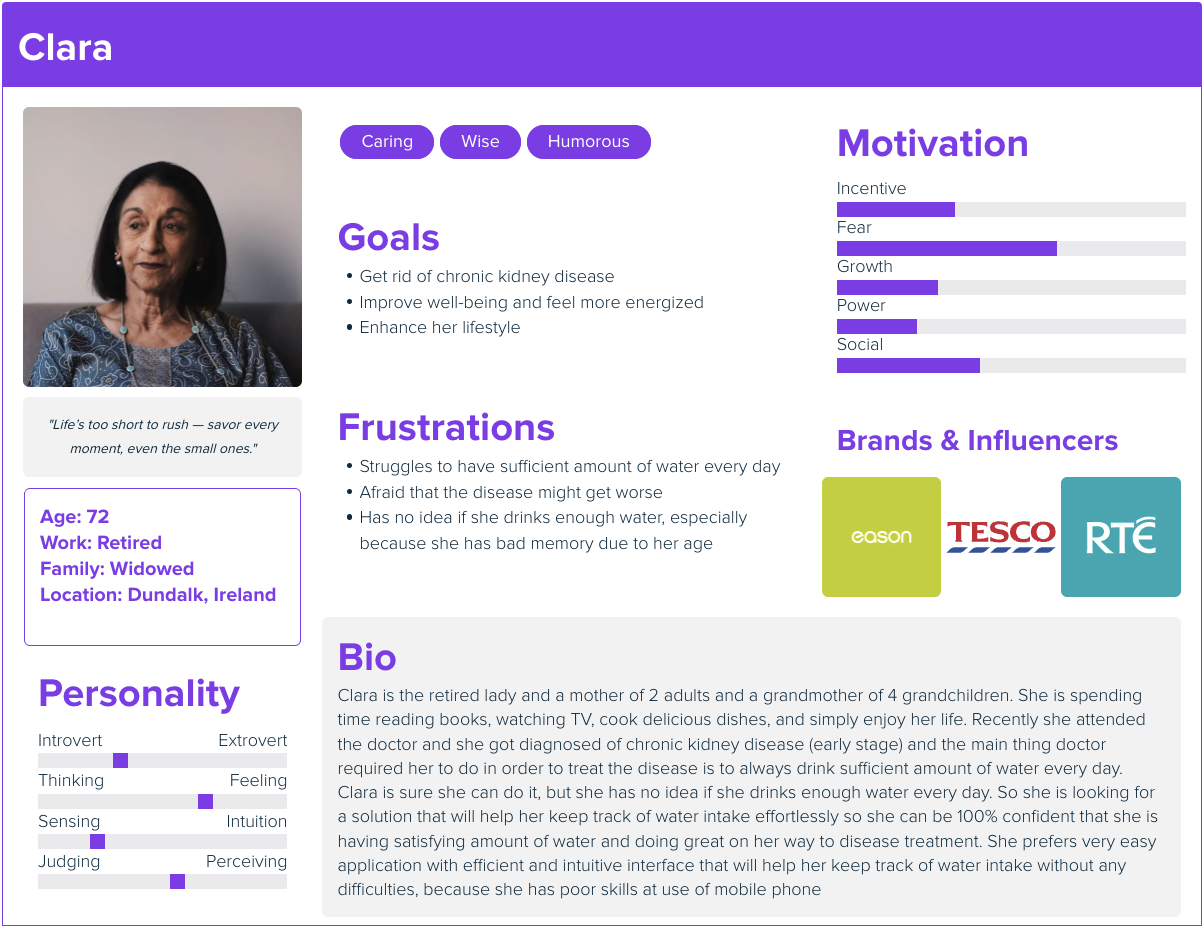 Clara
Caring
Wise
Humorous
"Life's too short to rush — savor every
moment, even the small ones."
Age: 72
Work: Retired
Family: Widowed
Location: Dundalk, Ireland
Personality
Introvert Extrovert
Thinking Feeling
Sensing Intuition
Judging Perceiving
Goals
• Get rid of chronic kidney disease
• Improve well-being and feel more energized
• Enhance her lifestyle
Frustrations
• Struggles to have sufficient amount of water every day
• Afraid that the disease might get worse
• Has no idea if she drinks enough water, especially
because she has bad memory due to her age
Motivation
Incentive
Fear
Growth
Power
Social
Brands & Influencers
eason
TESCO
RTÉ
Bio
Clara is the retired lady and a mother of 2 adults and a grandmother of 4 grandchildren. She is spending
time reading books, watching TV, cook delicious dishes, and simply enjoy her life. Recently she attended
the doctor and she got diagnosed of chronic kidney disease (early stage) and the main thing doctor
required her to do in order to treat the disease is to always drink sufficient amount of water every day.
Clara is sure she can do it, but she has no idea if she drinks enough water every day. So she is looking for
a solution that will help her keep track of water intake effortlessly so she can be 100% confident that she is
having satisfying amount of water and doing great on her way to disease treatment. She prefers very easy
application with efficient and intuitive interface that will help her keep track of water intake without any
difficulties, because she has poor skills at use of mobile phone